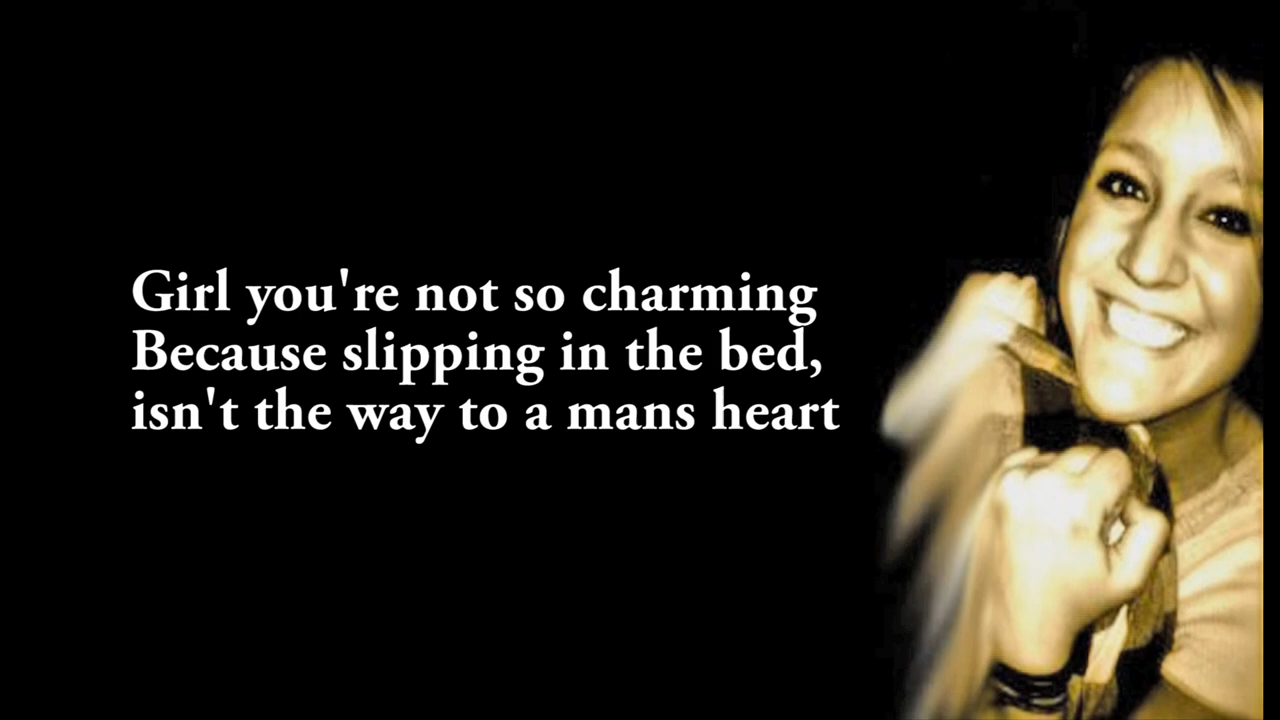 Girl you're not so charming
Because slipping in the bed,
isn't the way to a mans heart